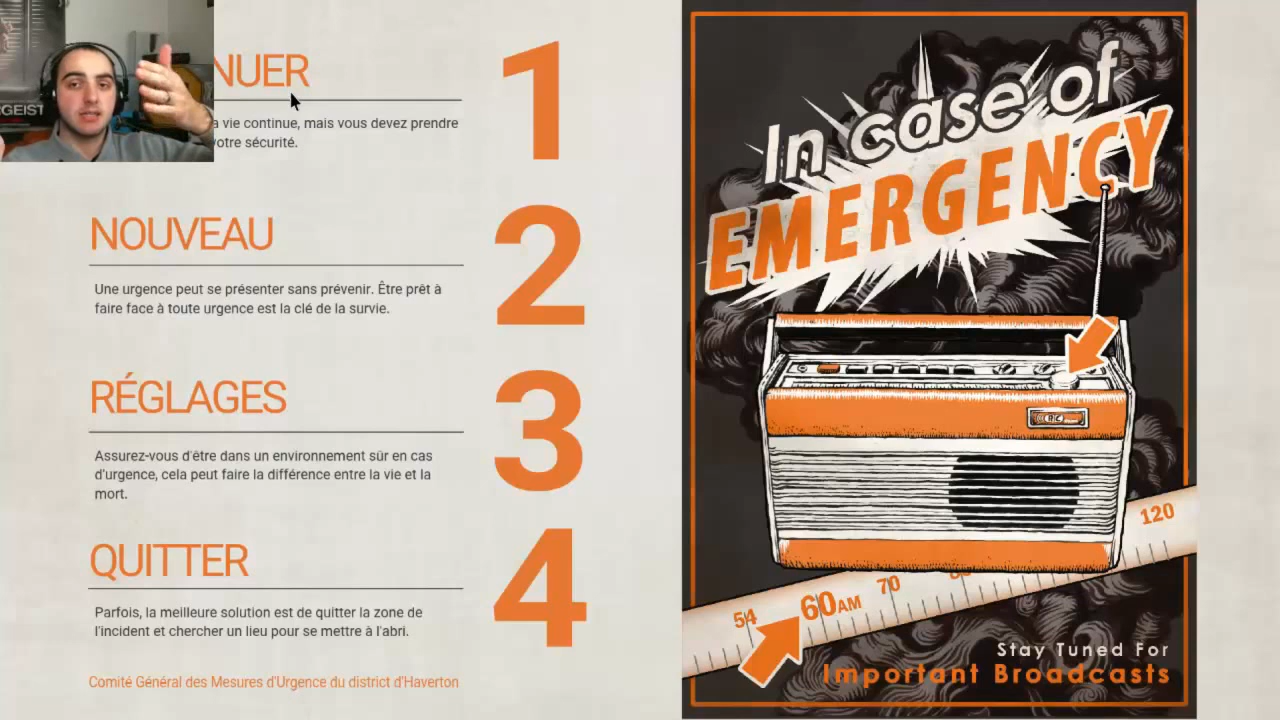 RGEIST
NUER
a vie continue, mais vous devez prendre
votre sécurité.
1
NOUVEAU
Une urgence peut se présenter sans prévenir. Être prêt à
faire face à toute urgence est la clé de la survie.
2
RÉGLAGES
Assurez-vous d'être dans un environnement sûr en cas
d'urgence, cela peut faire la différence entre la vie et la
mort.
3
QUITTER
Parfois, la meilleure solution est de quitter la zone de
l'incident et chercher un lieu pour se mettre à l'abri.
4
Comité Général des Mesures d'Urgence du district d'Haverton
In case of
EMERGENCY
120
70
60AM
54
Stay Tuned For
Important Broadcasts